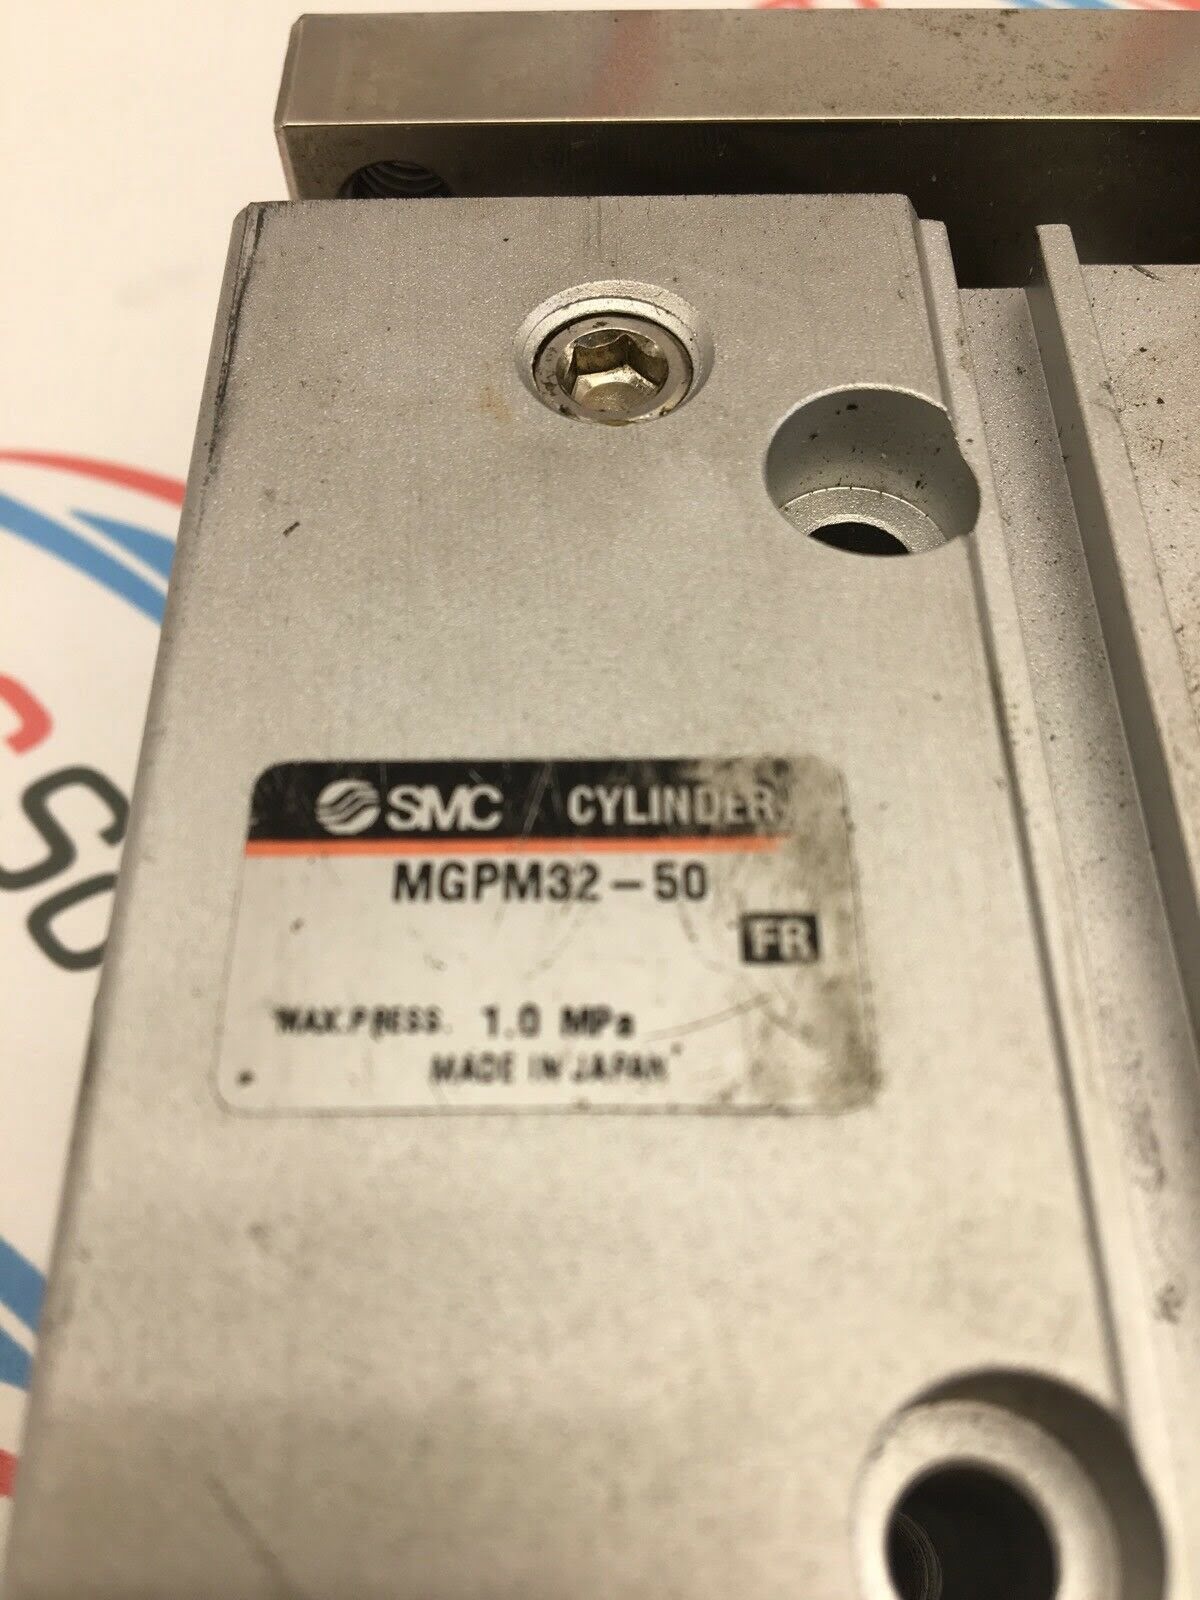 SMC CYLINDER
MGPM32-50
FR
MAX.PRESS. 1.0 MPa
MADE IN JAPAN